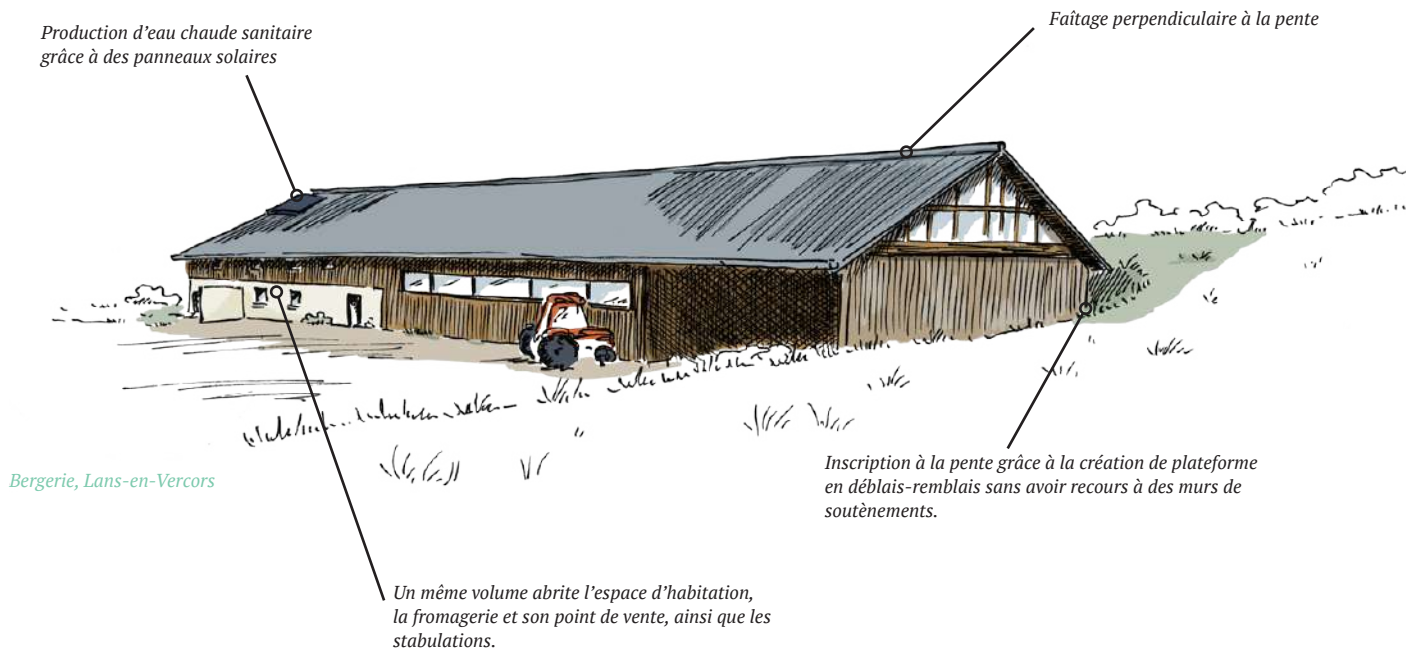 Production d’eau chaude sanitaire
grâce à des panneaux solaires
Faîtage perpendiculaire à la pente
Bergerie, Lans-en-Vercors
Inscription à la pente grâce à la création de plateforme
en déblais-remblais sans avoir recours à des murs de
soutènements.
Un même volume abrite l’espace d’habitation,
la fromagerie et son point de vente, ainsi que les
stabulations.